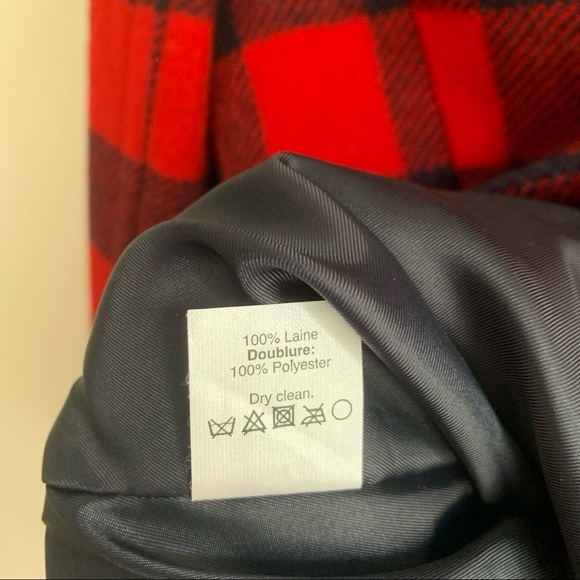 100% Laine
Doublure:
100% Polyester
Dry clean.